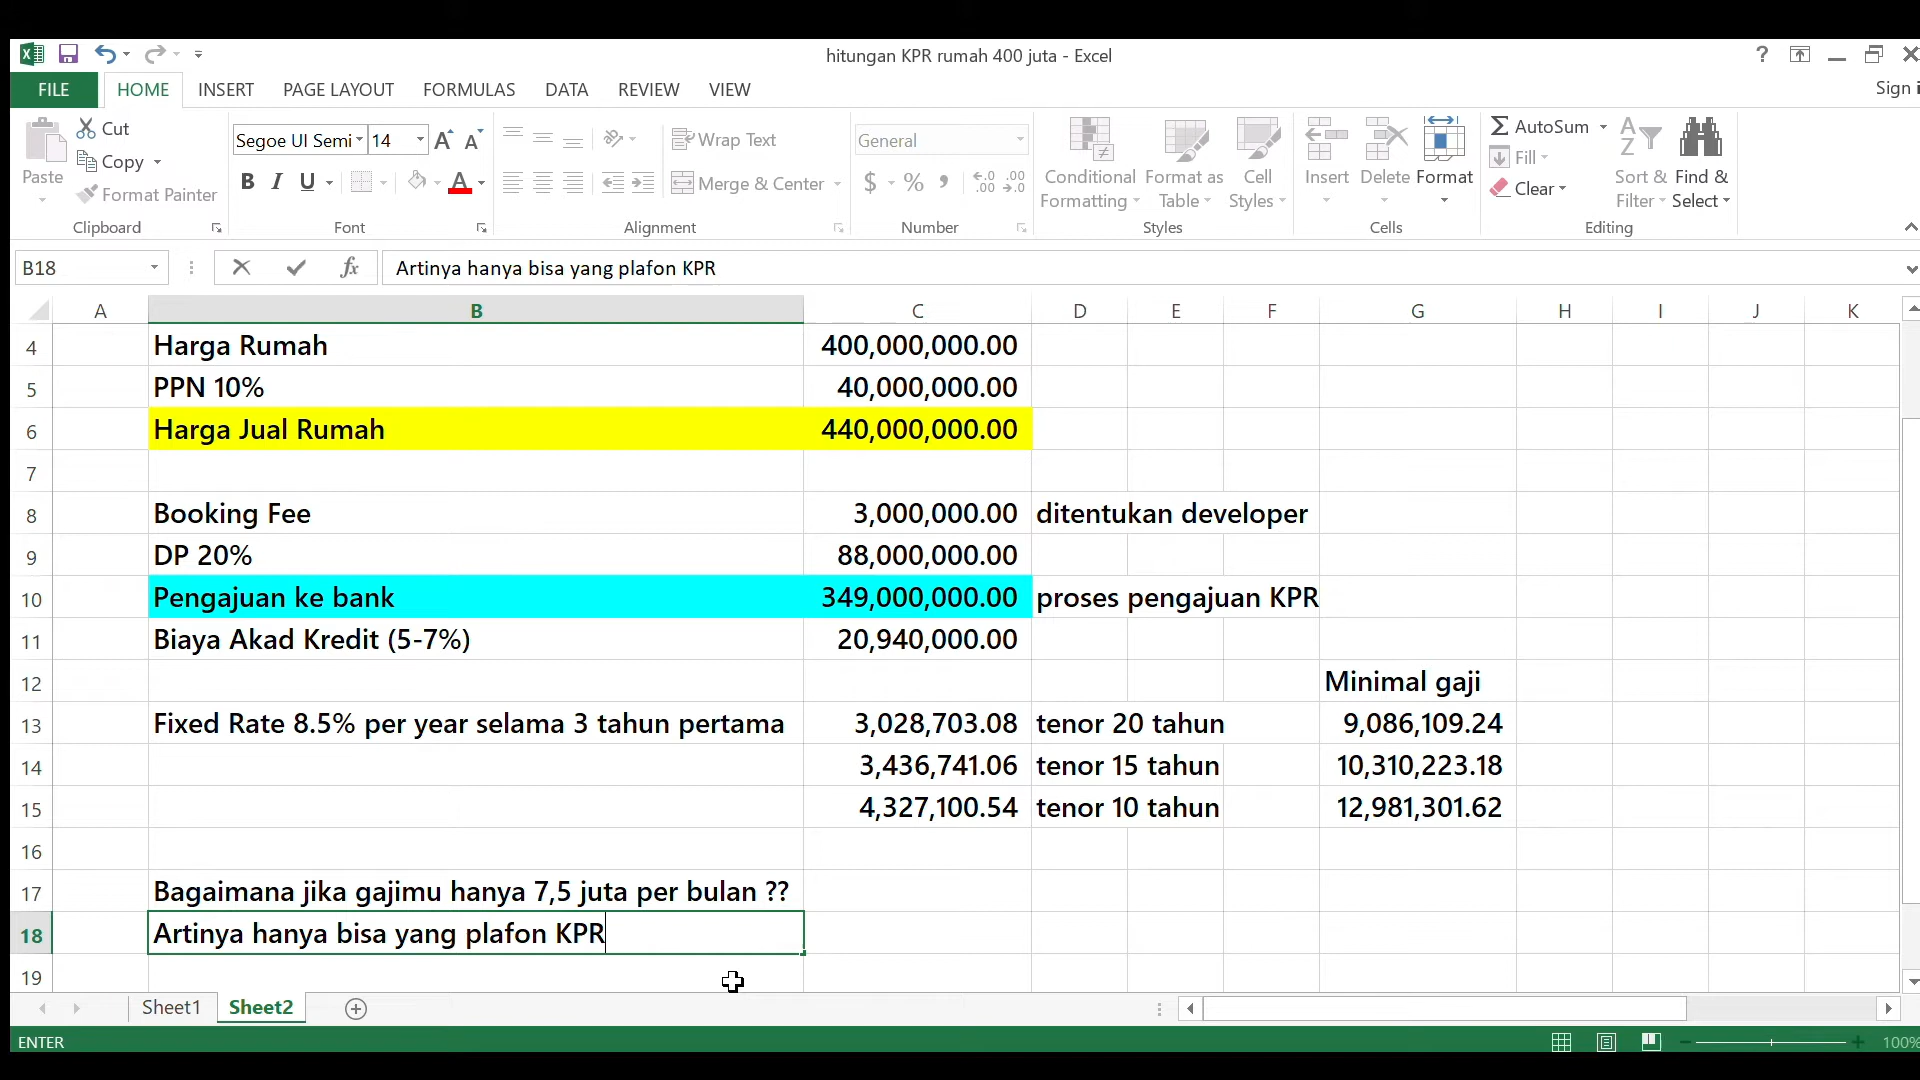 hitungan KPR rumah 400 juta - Excel
?
FILE HOME INSERT PAGE LAYOUT FORMULAS DATA REVIEW VIEW
Sign
Paste
Cut
Copy
Format Painter
Clipboard
Segoe UI Semi 14
B I U
Font
Wrap Text
Merge & Center
Alignment
General
$ % ,
Number
Conditional Formatting
Format as Table
Cell Styles
Styles
Insert Delete Format
Cells
AutoSum
Fill
Clear
Sort & Filter
Find & Select
Editing
B18 fx Artinya hanya bisa yang plafon KPR
A B C D E F G H I J K
4 Harga Rumah 400,000,000.00
5 PPN 10% 40,000,000.00
6 Harga Jual Rumah 440,000,000.00
7
8 Booking Fee 3,000,000.00 ditentukan developer
9 DP 20% 88,000,000.00
10 Pengajuan ke bank 349,000,000.00 proses pengajuan KPR
11 Biaya Akad Kredit (5-7%) 20,940,000.00
12 Minimal gaji
13 Fixed Rate 8.5% per year selama 3 tahun pertama 3,028,703.08 tenor 20 tahun 9,086,109.24
14 3,436,741.06 tenor 15 tahun 10,310,223.18
15 4,327,100.54 tenor 10 tahun 12,981,301.62
16
17 Bagaimana jika gajimu hanya 7,5 juta per bulan ??
18 Artinya hanya bisa yang plafon KPR
19
Sheet1 Sheet2
ENTER 100%